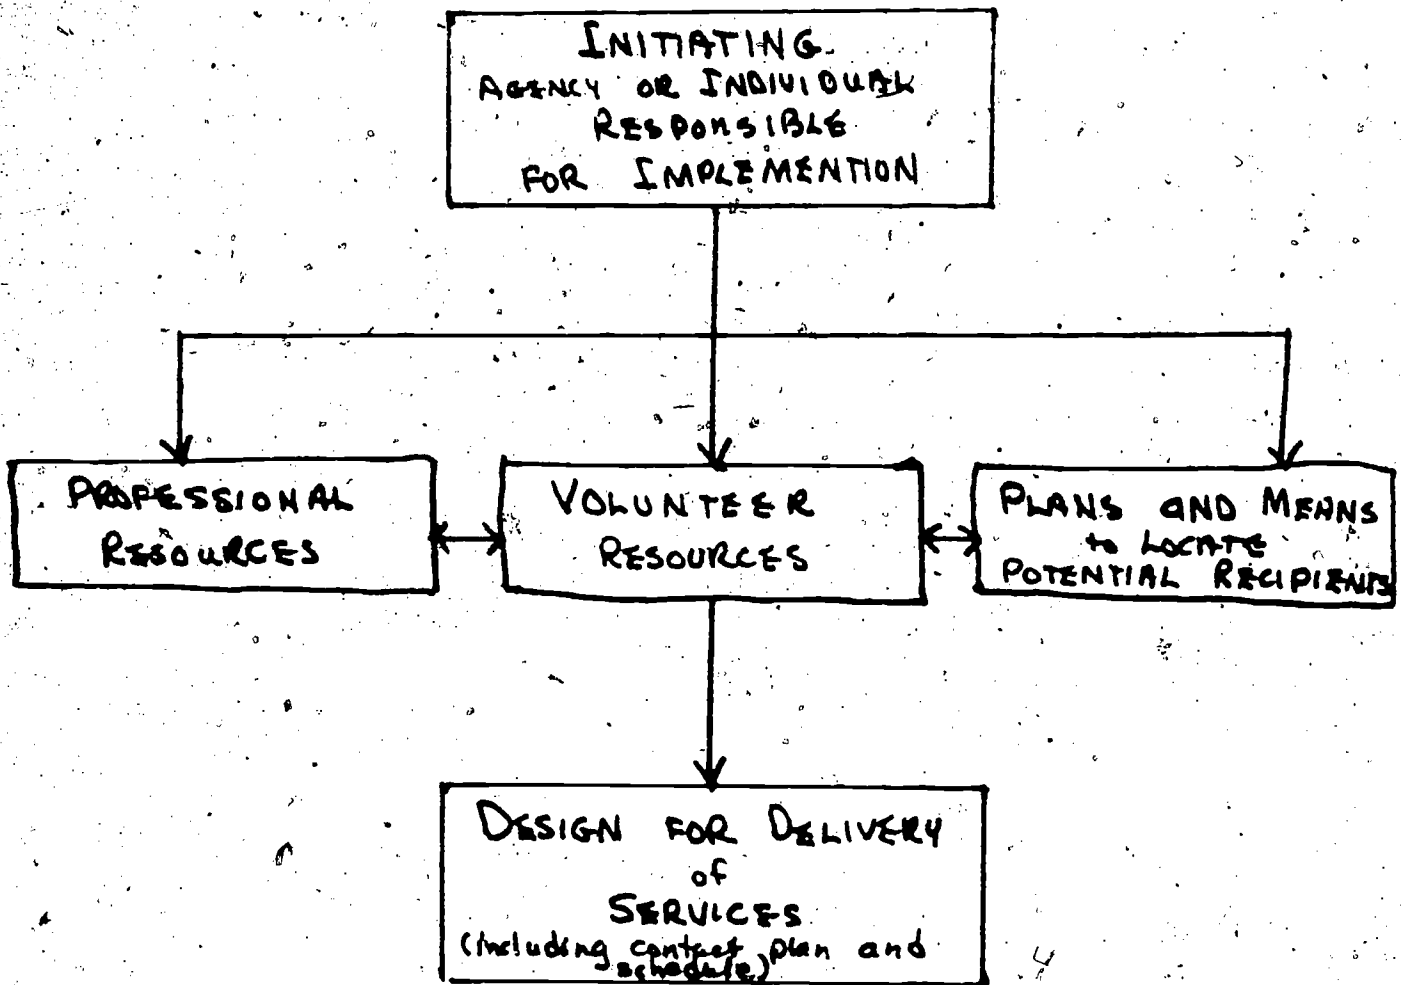 INITIATING
AGENCY OR INDIVIDUAL
RESPONSIBLE
FOR IMPLEMENTION
PROFESSIONAL
RESOURCES
VOLUNTEER
RESOURCES
PLANS AND MEANS
to LOCATE
POTENTIAL RECIPIENTS
DESIGN FOR DELIVERY
of
SERVICES
(including contact plan and
schedule)